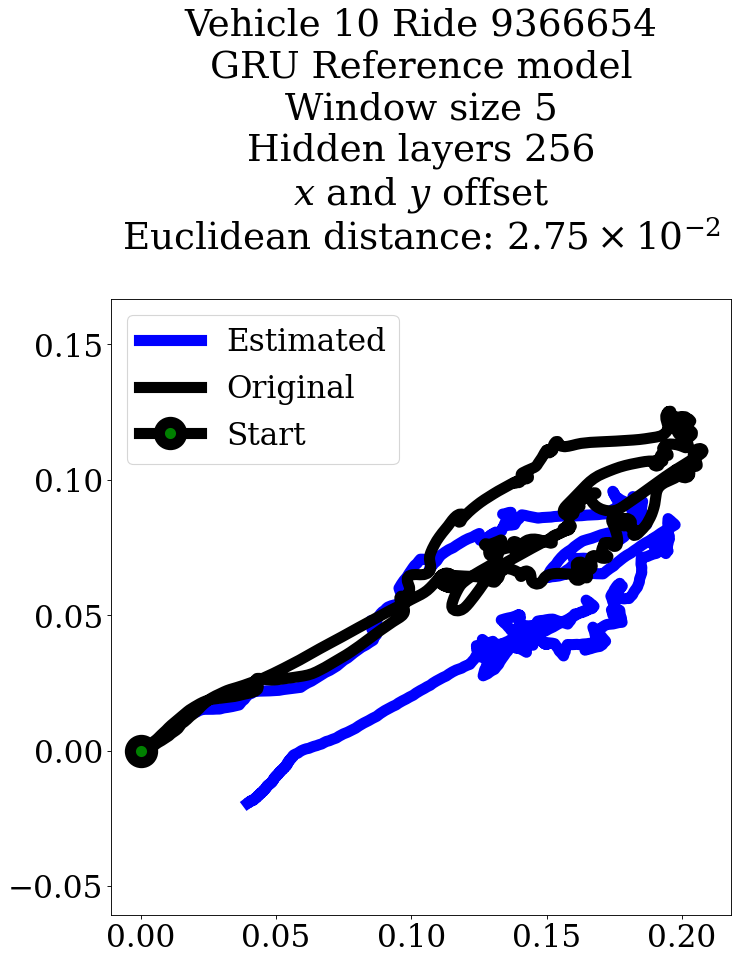 Vehicle 10 Ride 9366654
GRU Reference model
Window size 5
Hidden layers 256
x and y offset
Euclidean distance: 2.75 × 10⁻²
Estimated
Original
Start
0.15
0.10
0.05
0.00
−0.05
0.00 0.05 0.10 0.15 0.20